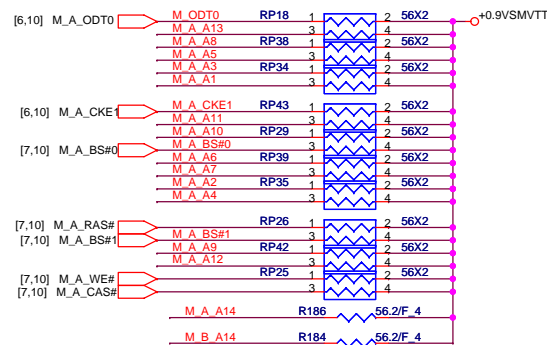 [6,10] M_A_ODT0 M_ODT0 RP18 1 2 56X2 +0.9VSMVTT
M_A_A13 3 4
M_A_A8 RP38 1 2 56X2
M_A_A5 3 4
M_A_A3 RP34 1 2 56X2
M_A_A1 3 4
[6,10] M_A_CKE1 M_A_CKE1 RP43 1 2 56X2
M_A_A11 3 4
M_A_A10 RP29 1 2 56X2
[7,10] M_A_BS#0 M_A_BS#0 3 4
M_A_A6 RP39 1 2 56X2
M_A_A7 3 4
M_A_A2 RP35 1 2 56X2
M_A_A4 3 4
[7,10] M_A_RAS# RP26 1 2 56X2
[7,10] M_A_BS#1 M_A_BS#1 3 4
M_A_A9 RP42 1 2 56X2
M_A_A12 3 4
[7,10] M_A_WE# RP25 1 2 56X2
[7,10] M_A_CAS# 3 4
M_A_A14 R186 56.2/F_4
M_B_A14 R184 56.2/F_4